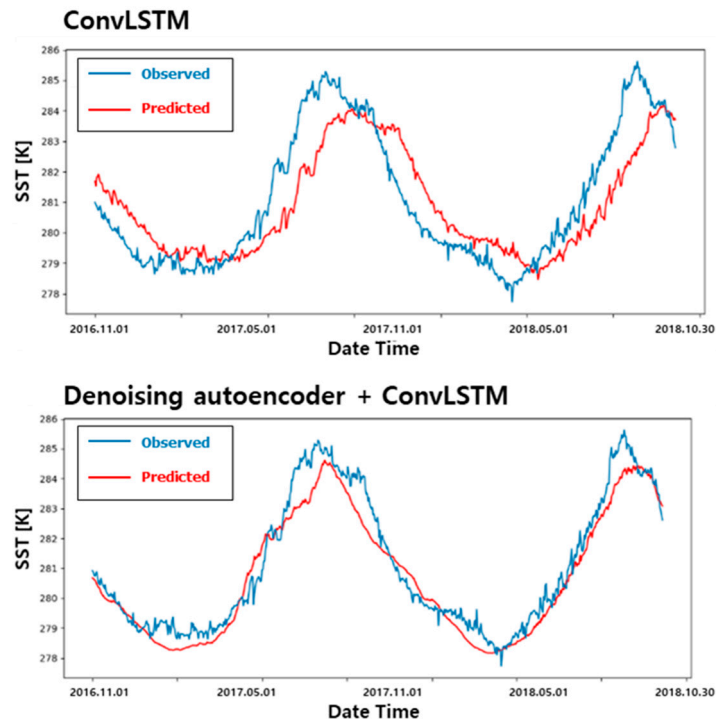 ConvLSTM
286
285
284
283
282
281
280
279
278
SST [K]
Observed
Predicted
2016.11.01 2017.05.01 2017.11.01 2018.05.01 2018.10.30
Date Time
Denoising autoencoder + ConvLSTM
286
285
284
283
282
281
280
279
278
SST [K]
Observed
Predicted
2016.11.01 2017.05.01 2017.11.01 2018.05.01 2018.10.30
Date Time